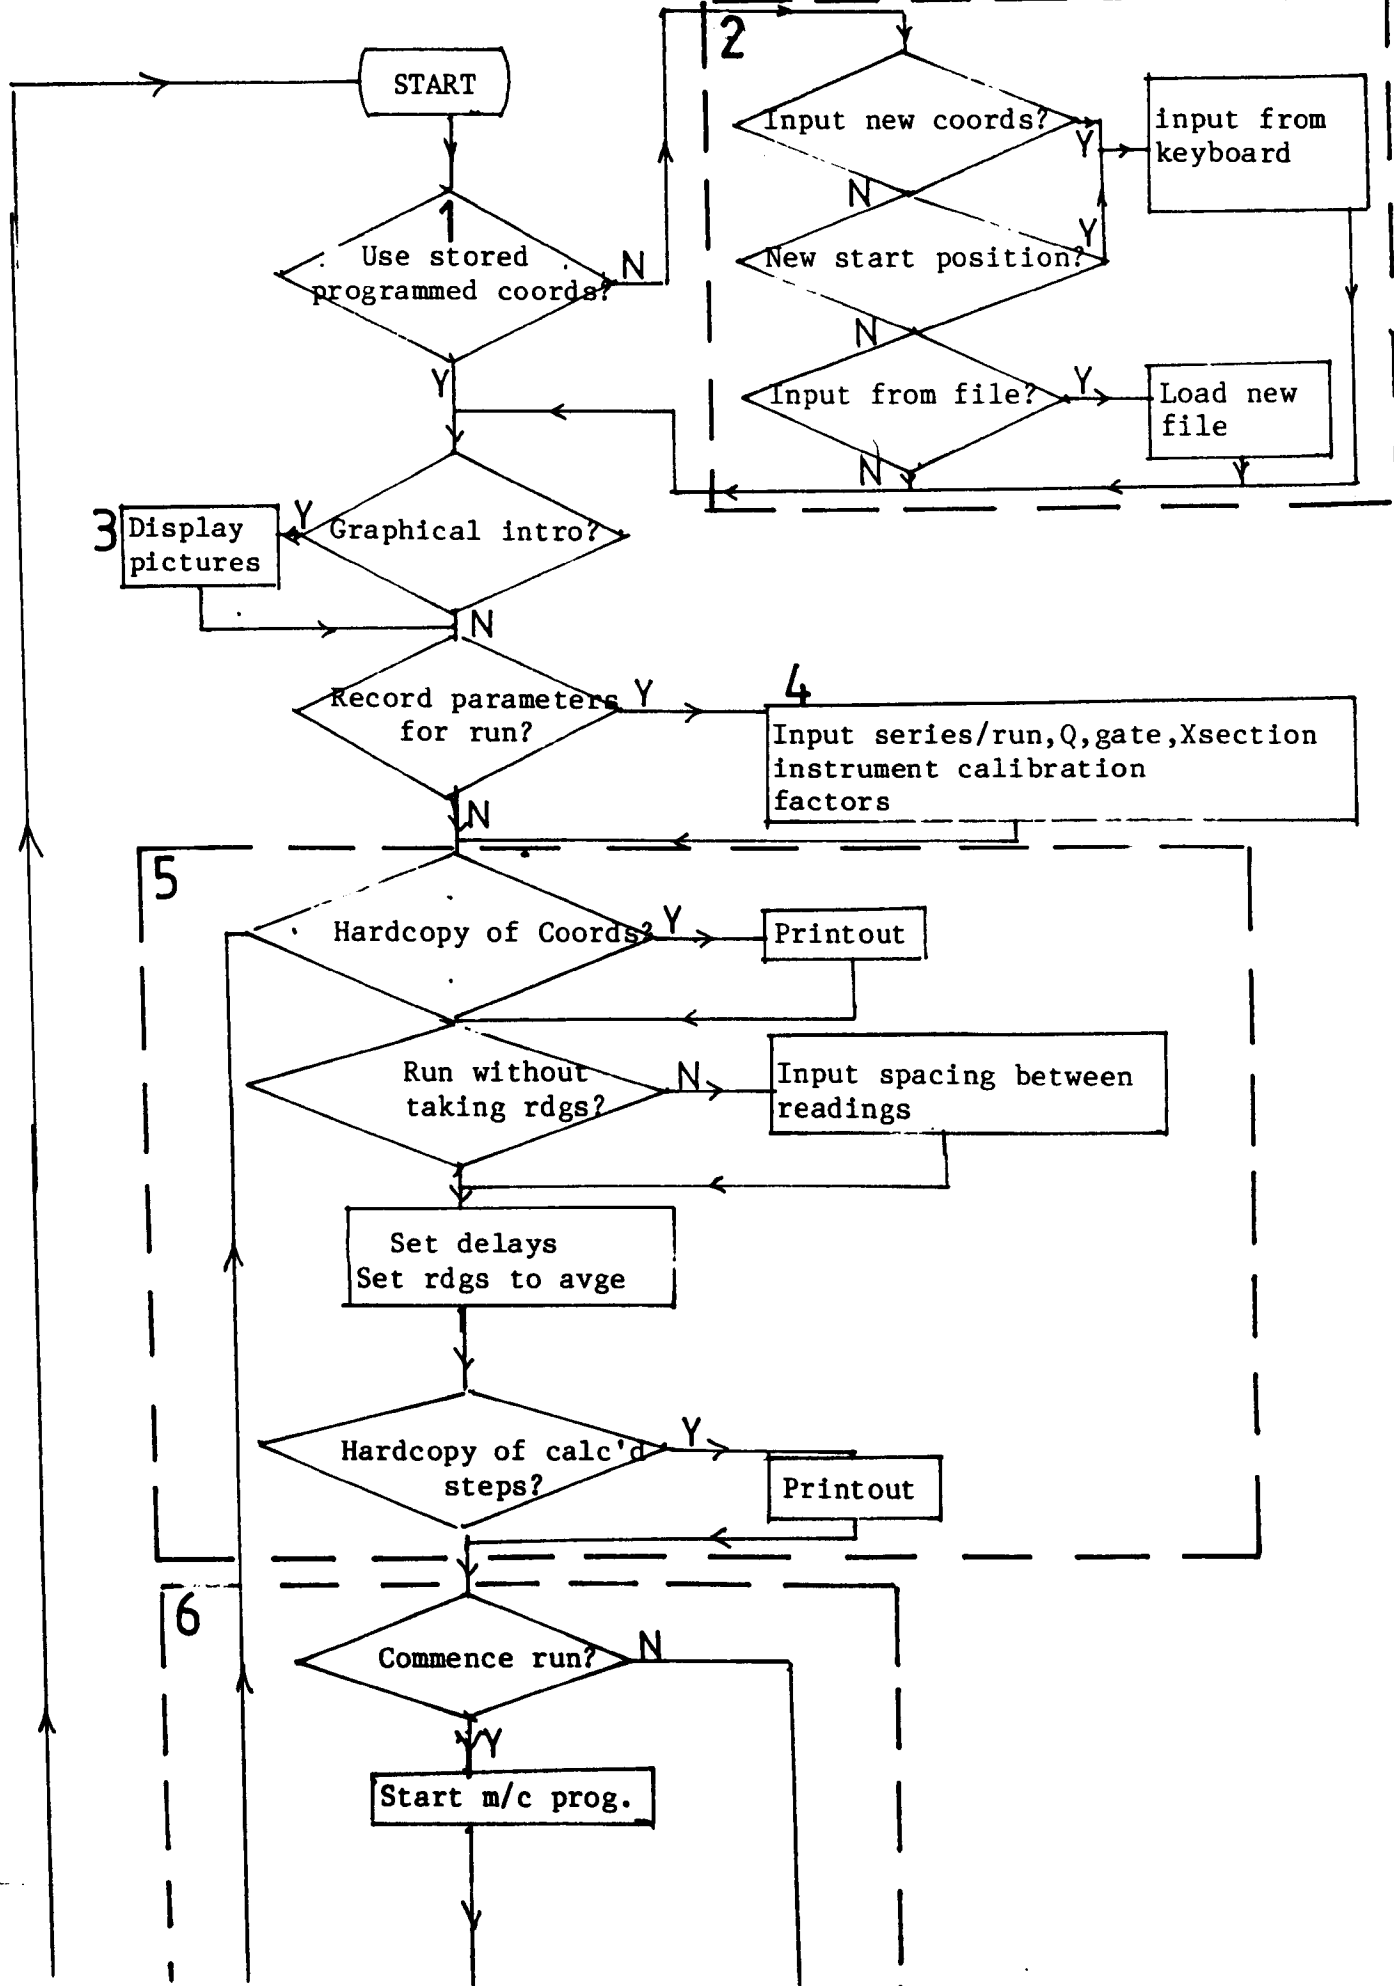 START
2
Input new coords?
Y
input from
keyboard
N
1
Use stored
programmed coords?
N
New start position?
Y
N
Y
Input from file?
Y
Load new
file
N
3
Display
pictures
Y
Graphical intro?
N
Record parameters
for run?
Y
4
Input series/run,Q,gate,Xsection
instrument calibration
factors
N
5
Hardcopy of Coords?
Y
Printout
Run without
taking rdgs?
N
Input spacing between
readings
Set delays
Set rdgs to avge
Hardcopy of calc'd
steps?
Y
Printout
6
Commence run?
N
Y
Start m/c prog.